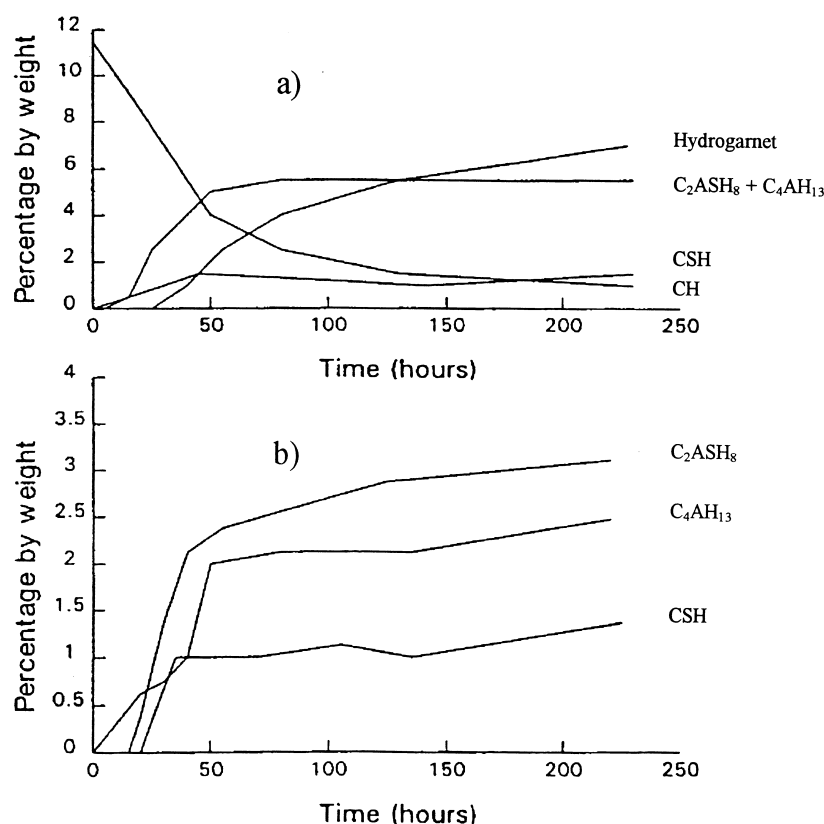 12
10
8
6
4
2
0
Percentage by weight
a)
Hydrogarnet
C₂ASH₈ + C₄AH₁₃
CSH
CH
0 50 100 150 200 250
Time (hours)
4
3.5
3
2.5
2
1.5
1
0.5
0
Percentage by weight
b)
C₂ASH₈
C₄AH₁₃
CSH
0 50 100 150 200 250
Time (hours)